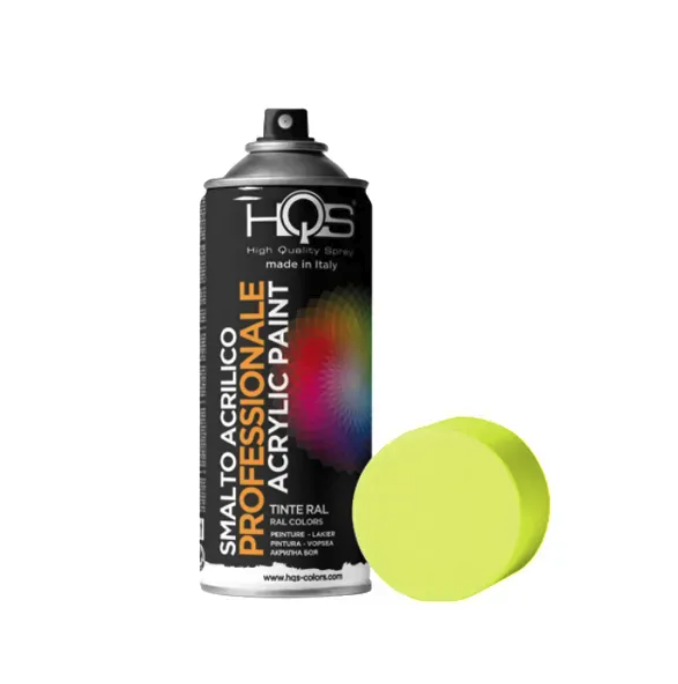 HQS®
High Quality Spray
made in Italy
SMALTO ACRILICO
PROFESSIONALE
ACRYLIC PAINT
TINTE RAL
RAL COLORS
PEINTURE - LAKIER
PINTURA - VOPSEA
АКРИЛНА БОЯ
www.hqs-colors.com